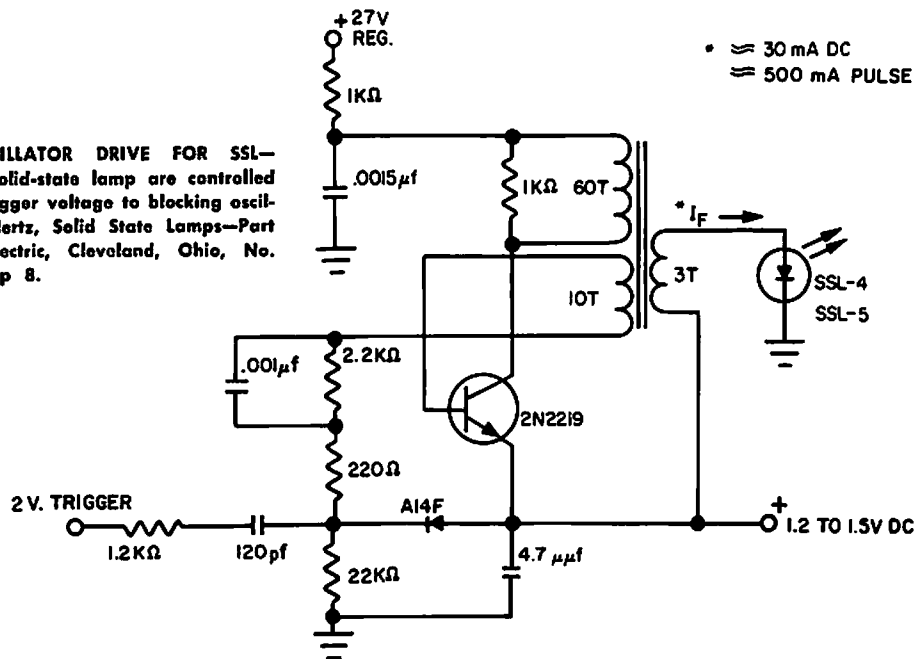 + 27V
REG.
* ≈ 30 mA DC
≈ 500 mA PULSE
1KΩ
ILLATOR DRIVE FOR SSL—
olid-state lamp are controlled
gger voltage to blocking oscil-
lertz, Solid State Lamps—Part
ectric, Cleveland, Ohio, No.
p 8.
.0015µf
1KΩ
60T
* I_F
3T
10T
SSL-4
SSL-5
2.2KΩ
.001µf
2N2219
220Ω
2 V. TRIGGER
A14F
+
1.2 TO 1.5V DC
1.2KΩ
120pf
4.7 µµf
22KΩ